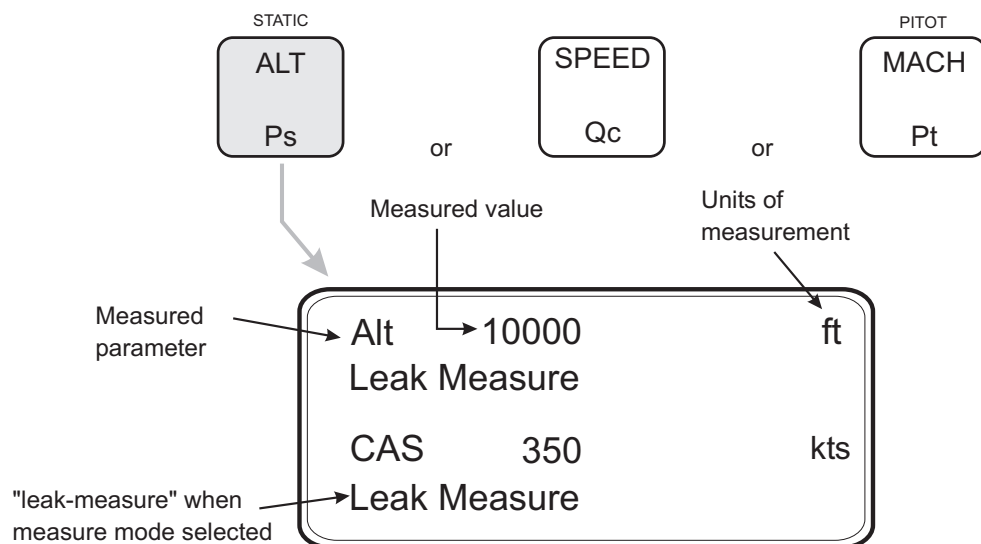 STATIC
ALT
Ps
or
SPEED
Qc
or
PITOT
MACH
Pt
Measured value
Units of
measurement
Measured
parameter
Alt 10000 ft
Leak Measure
CAS 350 kts
Leak Measure
"leak-measure" when
measure mode selected